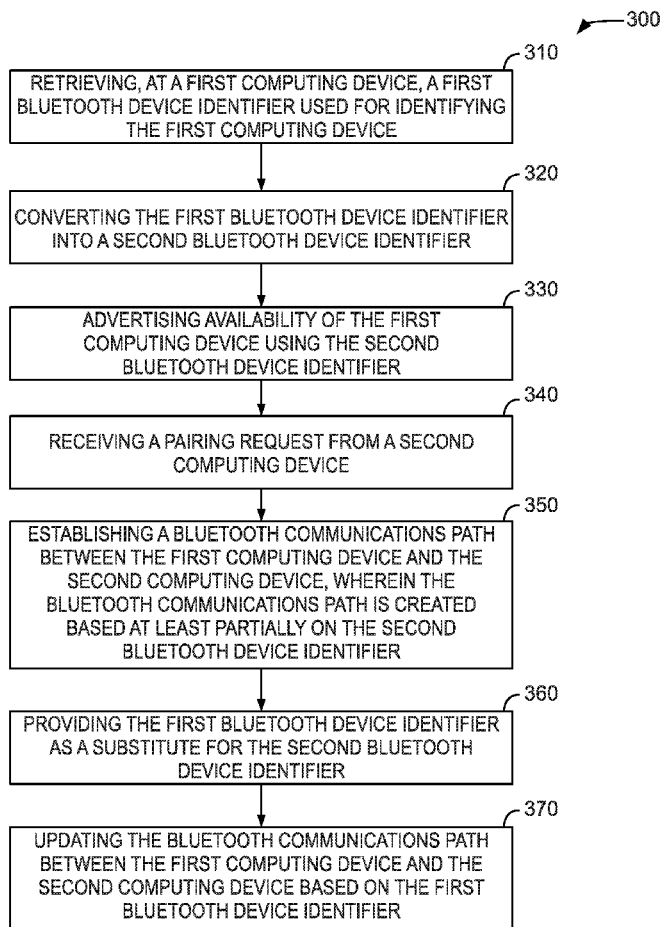 300
310
RETRIEVING, AT A FIRST COMPUTING DEVICE, A FIRST
BLUETOOTH DEVICE IDENTIFIER USED FOR IDENTIFYING
THE FIRST COMPUTING DEVICE
320
CONVERTING THE FIRST BLUETOOTH DEVICE IDENTIFIER
INTO A SECOND BLUETOOTH DEVICE IDENTIFIER
330
ADVERTISING AVAILABILITY OF THE FIRST
COMPUTING DEVICE USING THE SECOND
BLUETOOTH DEVICE IDENTIFIER
340
RECEIVING A PAIRING REQUEST FROM A SECOND
COMPUTING DEVICE
350
ESTABLISHING A BLUETOOTH COMMUNICATIONS PATH
BETWEEN THE FIRST COMPUTING DEVICE AND THE
SECOND COMPUTING DEVICE, WHEREIN THE
BLUETOOTH COMMUNICATIONS PATH IS CREATED
BASED AT LEAST PARTIALLY ON THE SECOND
BLUETOOTH DEVICE IDENTIFIER
360
PROVIDING THE FIRST BLUETOOTH DEVICE IDENTIFIER
AS A SUBSTITUTE FOR THE SECOND BLUETOOTH
DEVICE IDENTIFIER
370
UPDATING THE BLUETOOTH COMMUNICATIONS PATH
BETWEEN THE FIRST COMPUTING DEVICE AND THE
SECOND COMPUTING DEVICE BASED ON THE FIRST
BLUETOOTH DEVICE IDENTIFIER